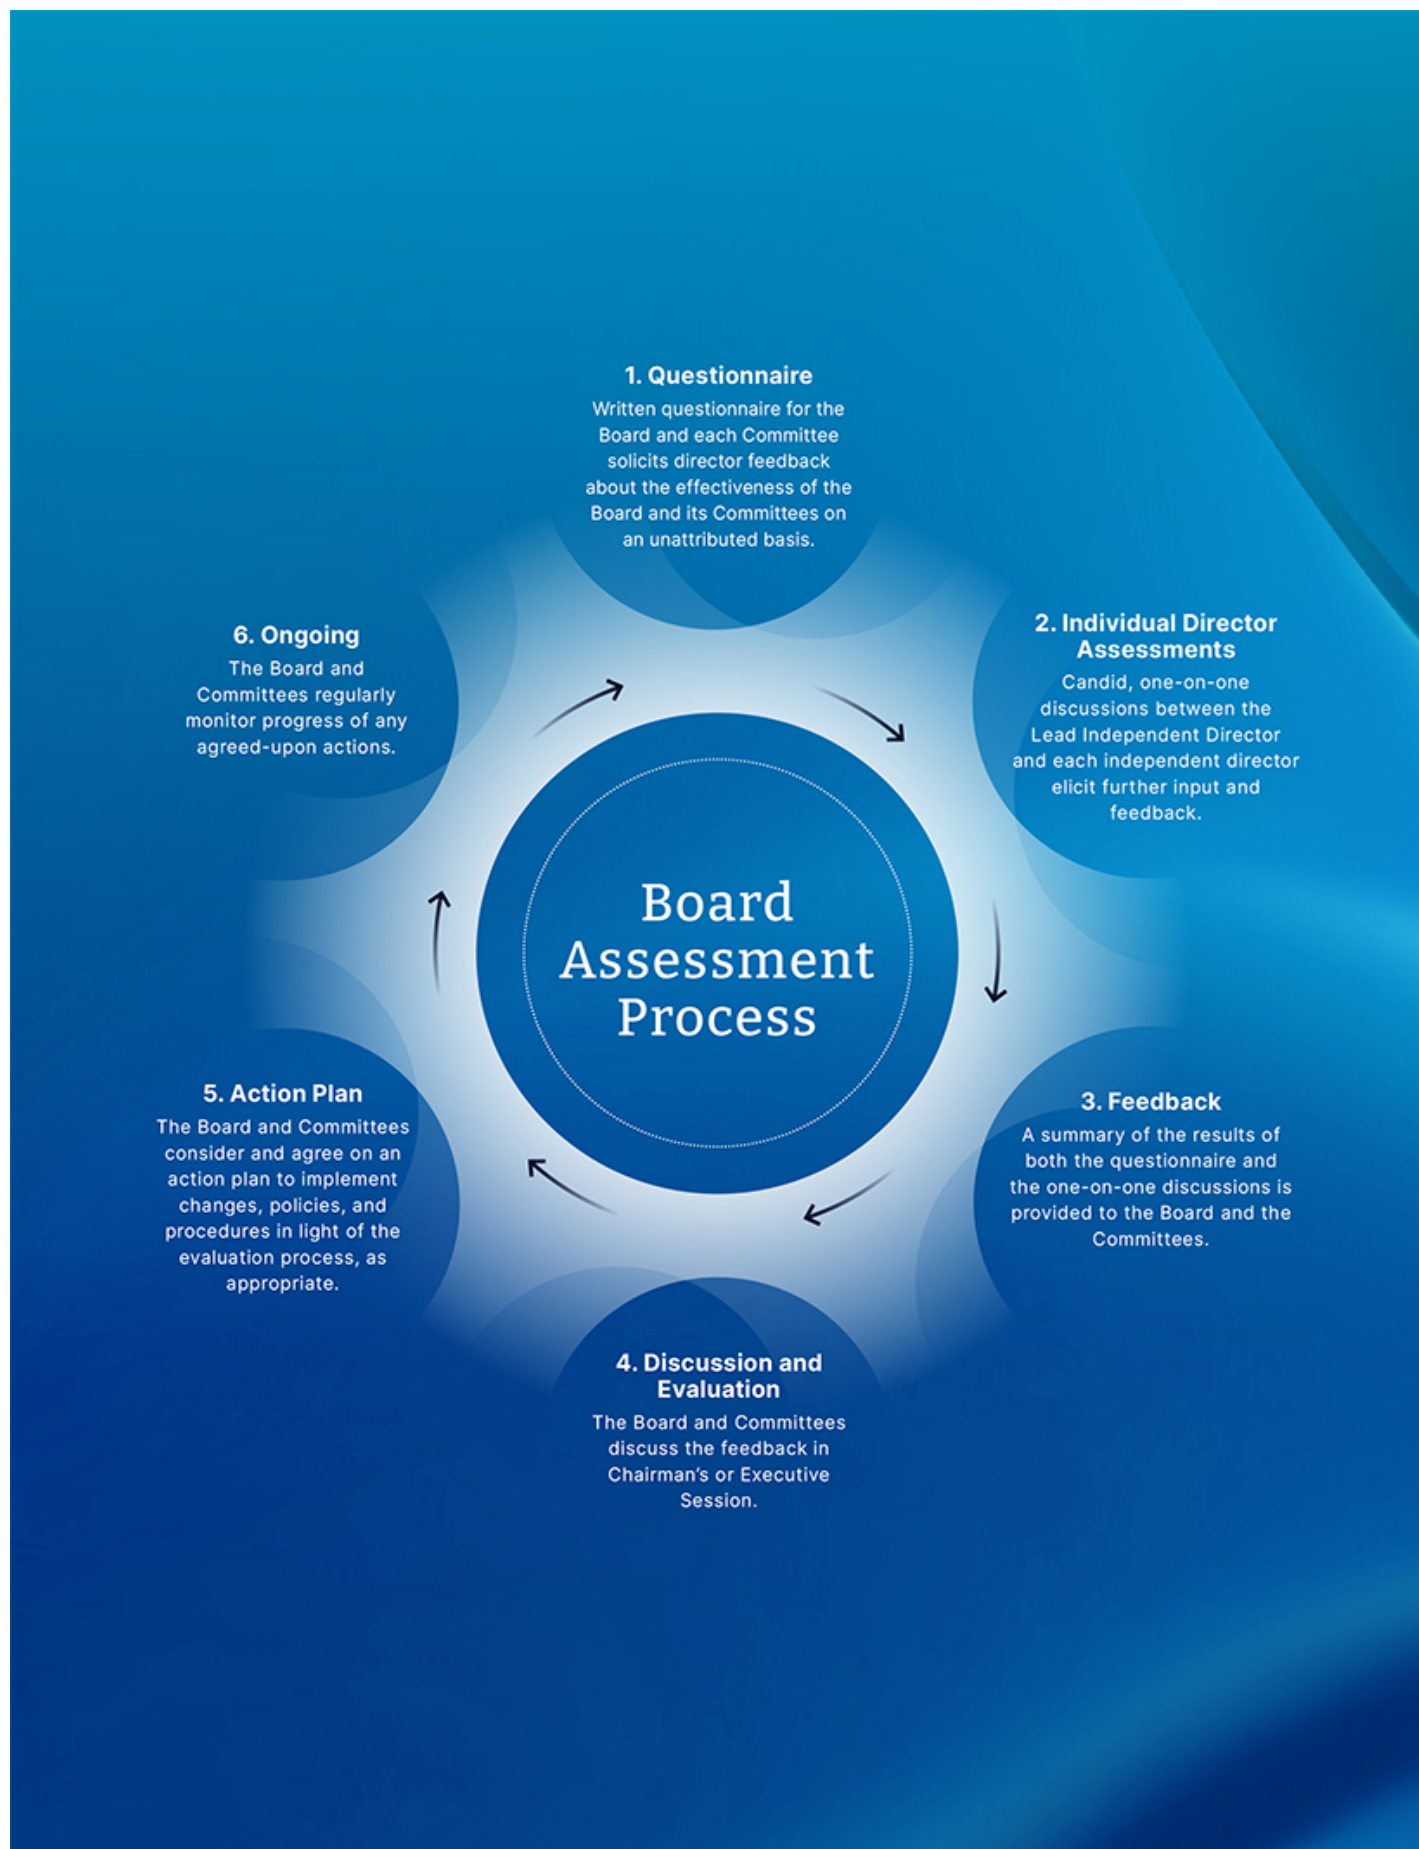 1. Questionnaire
Written questionnaire for the
Board and each Committee
solicits director feedback
about the effectiveness of the
Board and its Committees on
an unattributed basis.
2. Individual Director
Assessments
Candid, one-on-one
discussions between the
Lead Independent Director
and each independent director
elicit further input and
feedback.
3. Feedback
A summary of the results of
both the questionnaire and
the one-on-one discussions is
provided to the Board and the
Committees.
4. Discussion and
Evaluation
The Board and Committees
discuss the feedback in
Chairman’s or Executive
Session.
5. Action Plan
The Board and Committees
consider and agree on an
action plan to implement
changes, policies, and
procedures in light of the
evaluation process, as
appropriate.
6. Ongoing
The Board and
Committees regularly
monitor progress of any
agreed-upon actions.
Board
Assessment
Process